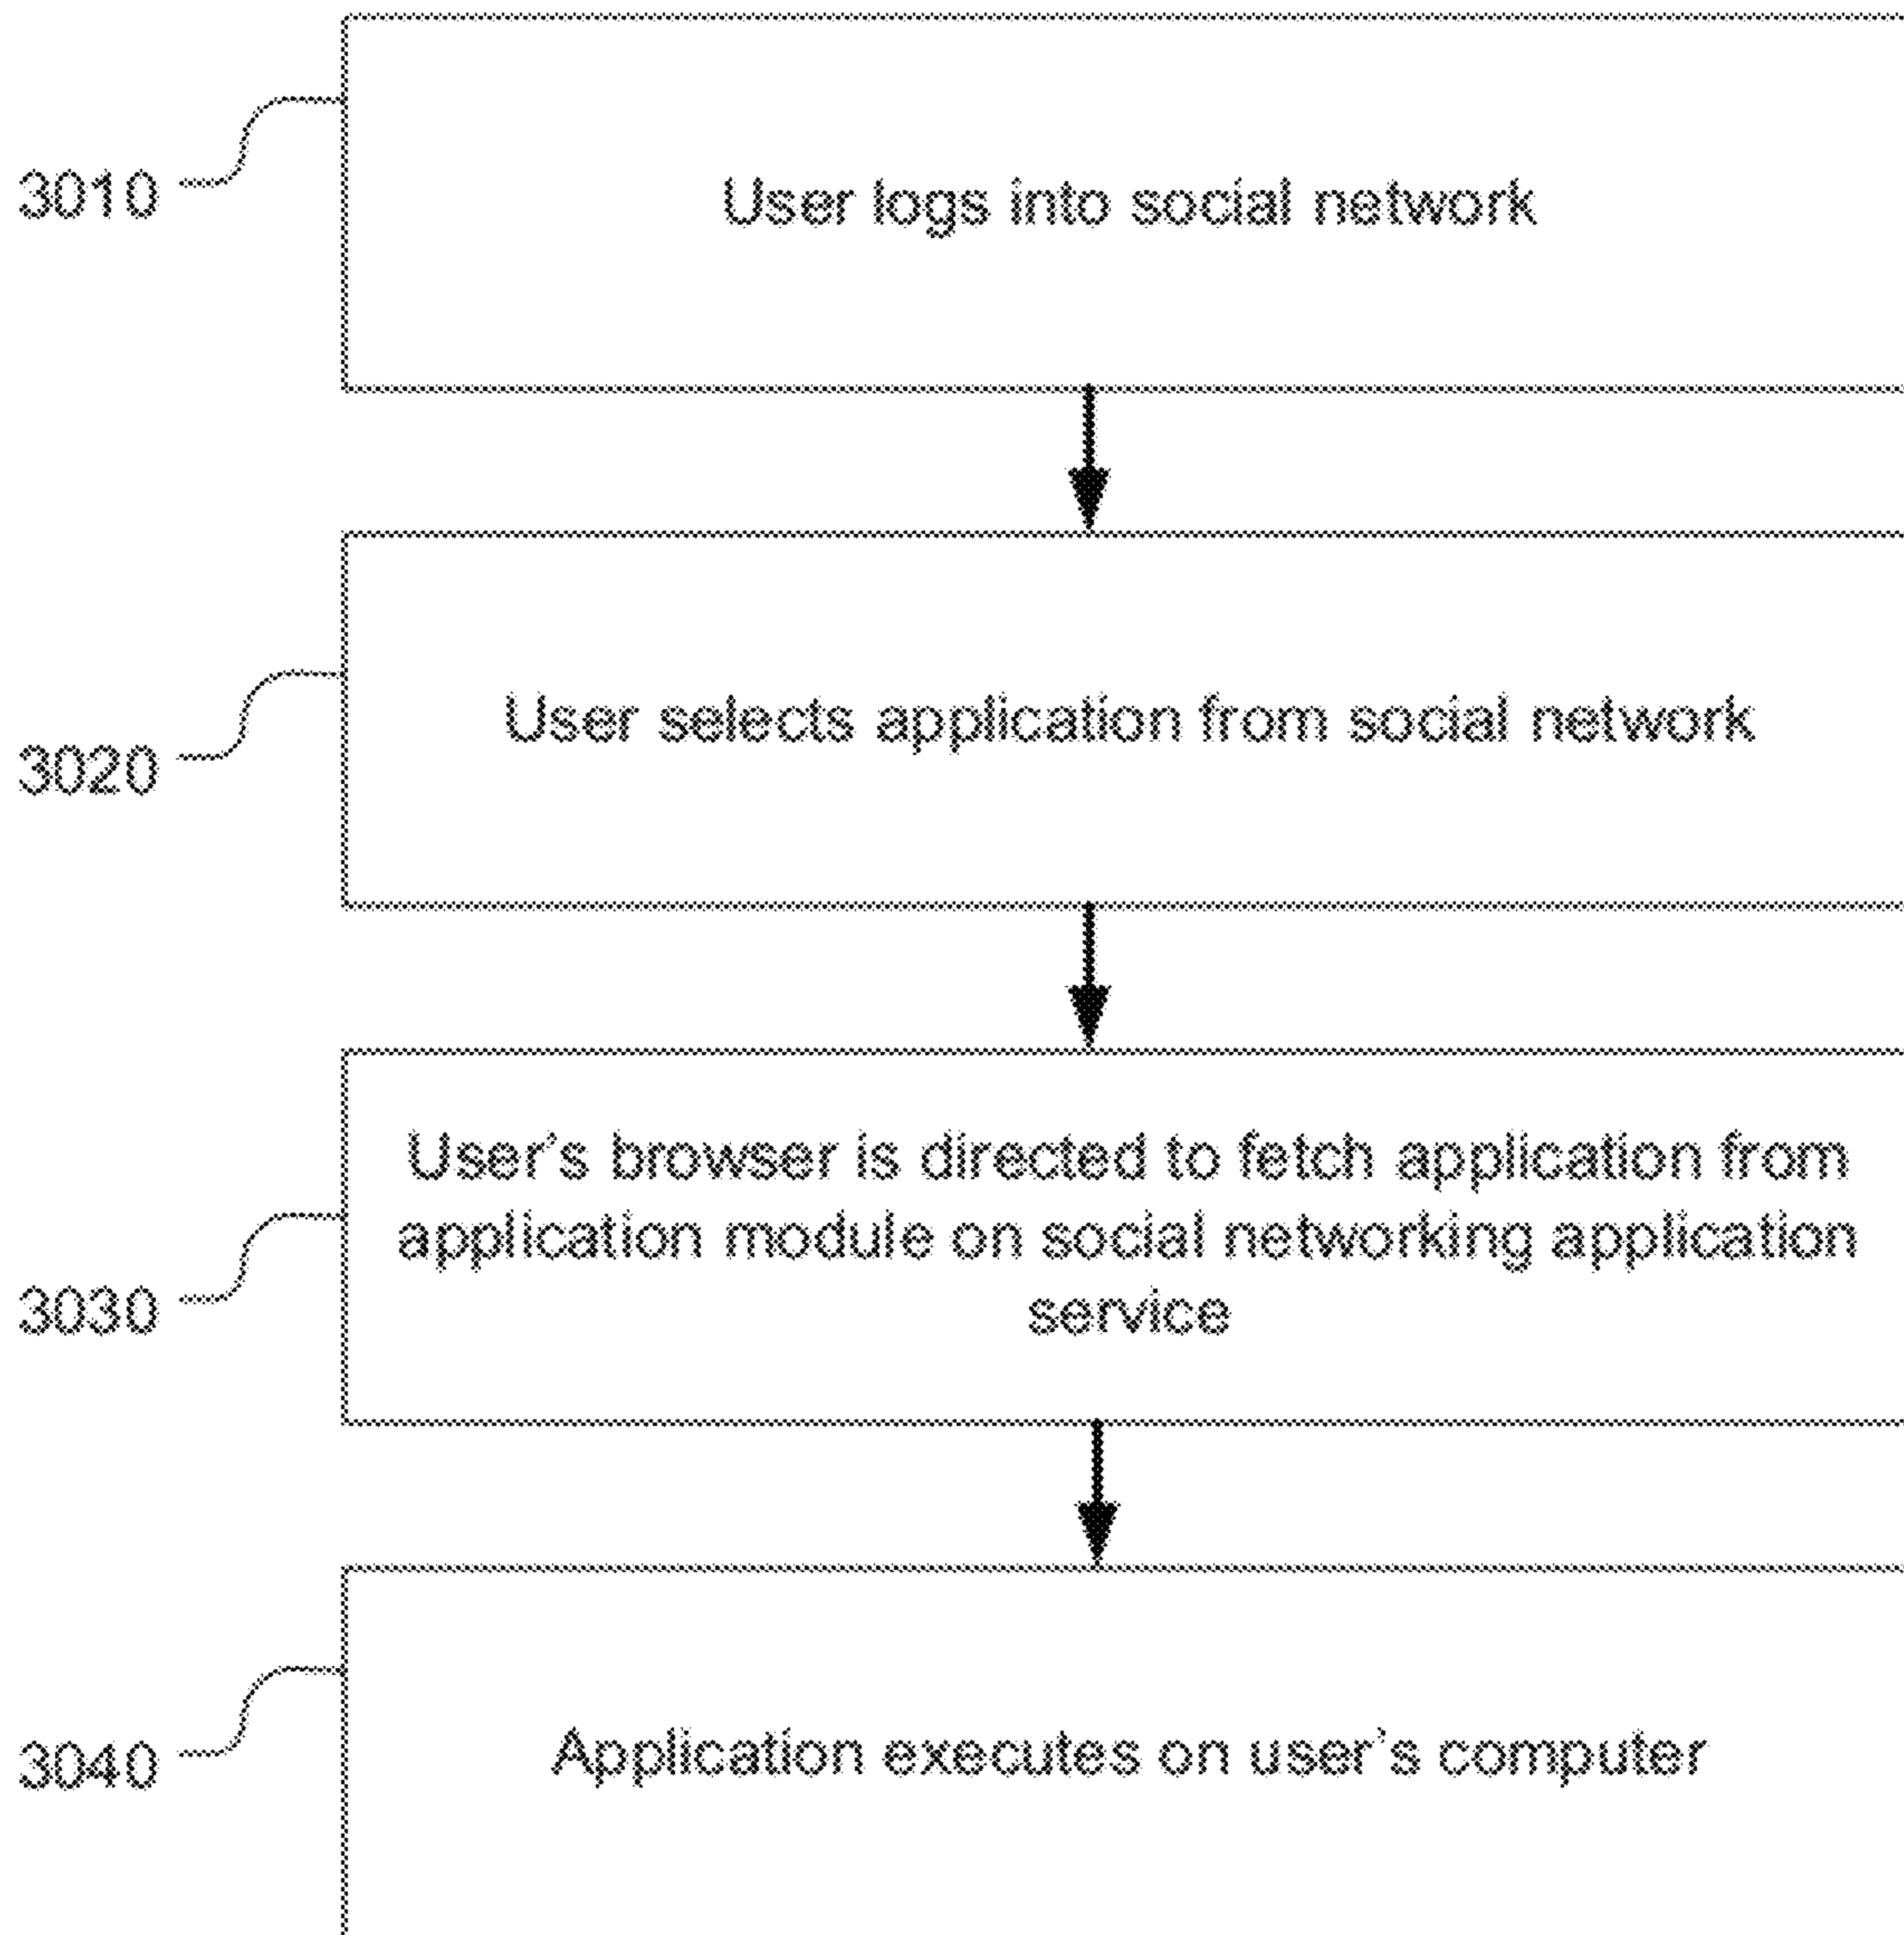 3010
User logs into social network
3020
User selects application from social network
3030
User's browser is directed to fetch application from
application module on social networking application
service
3040
Application executes on user's computer